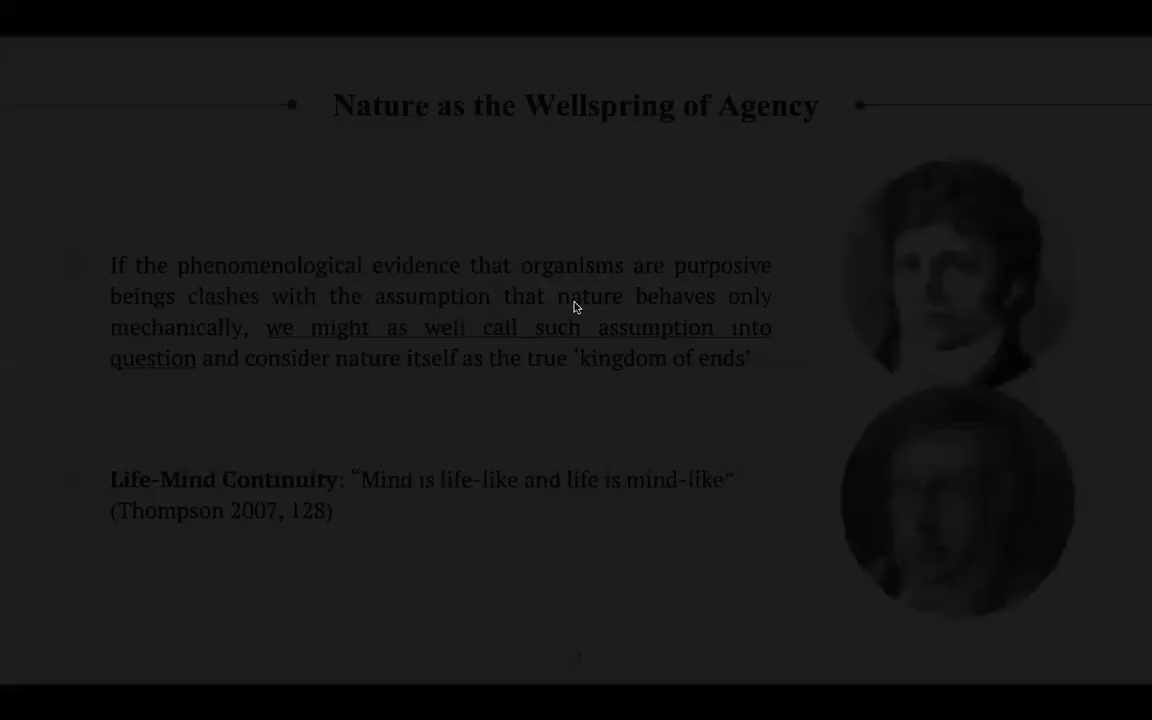 Nature as the Wellspring of Agency
If the phenomenological evidence that organisms are purposive
beings clashes with the assumption that nature behaves only
mechanically, we might as well call such assumption into
question and consider nature itself as the true ‘kingdom of ends’
Life-Mind Continuity: “Mind is life-like and life is mind-like”
(Thompson 2007, 128)